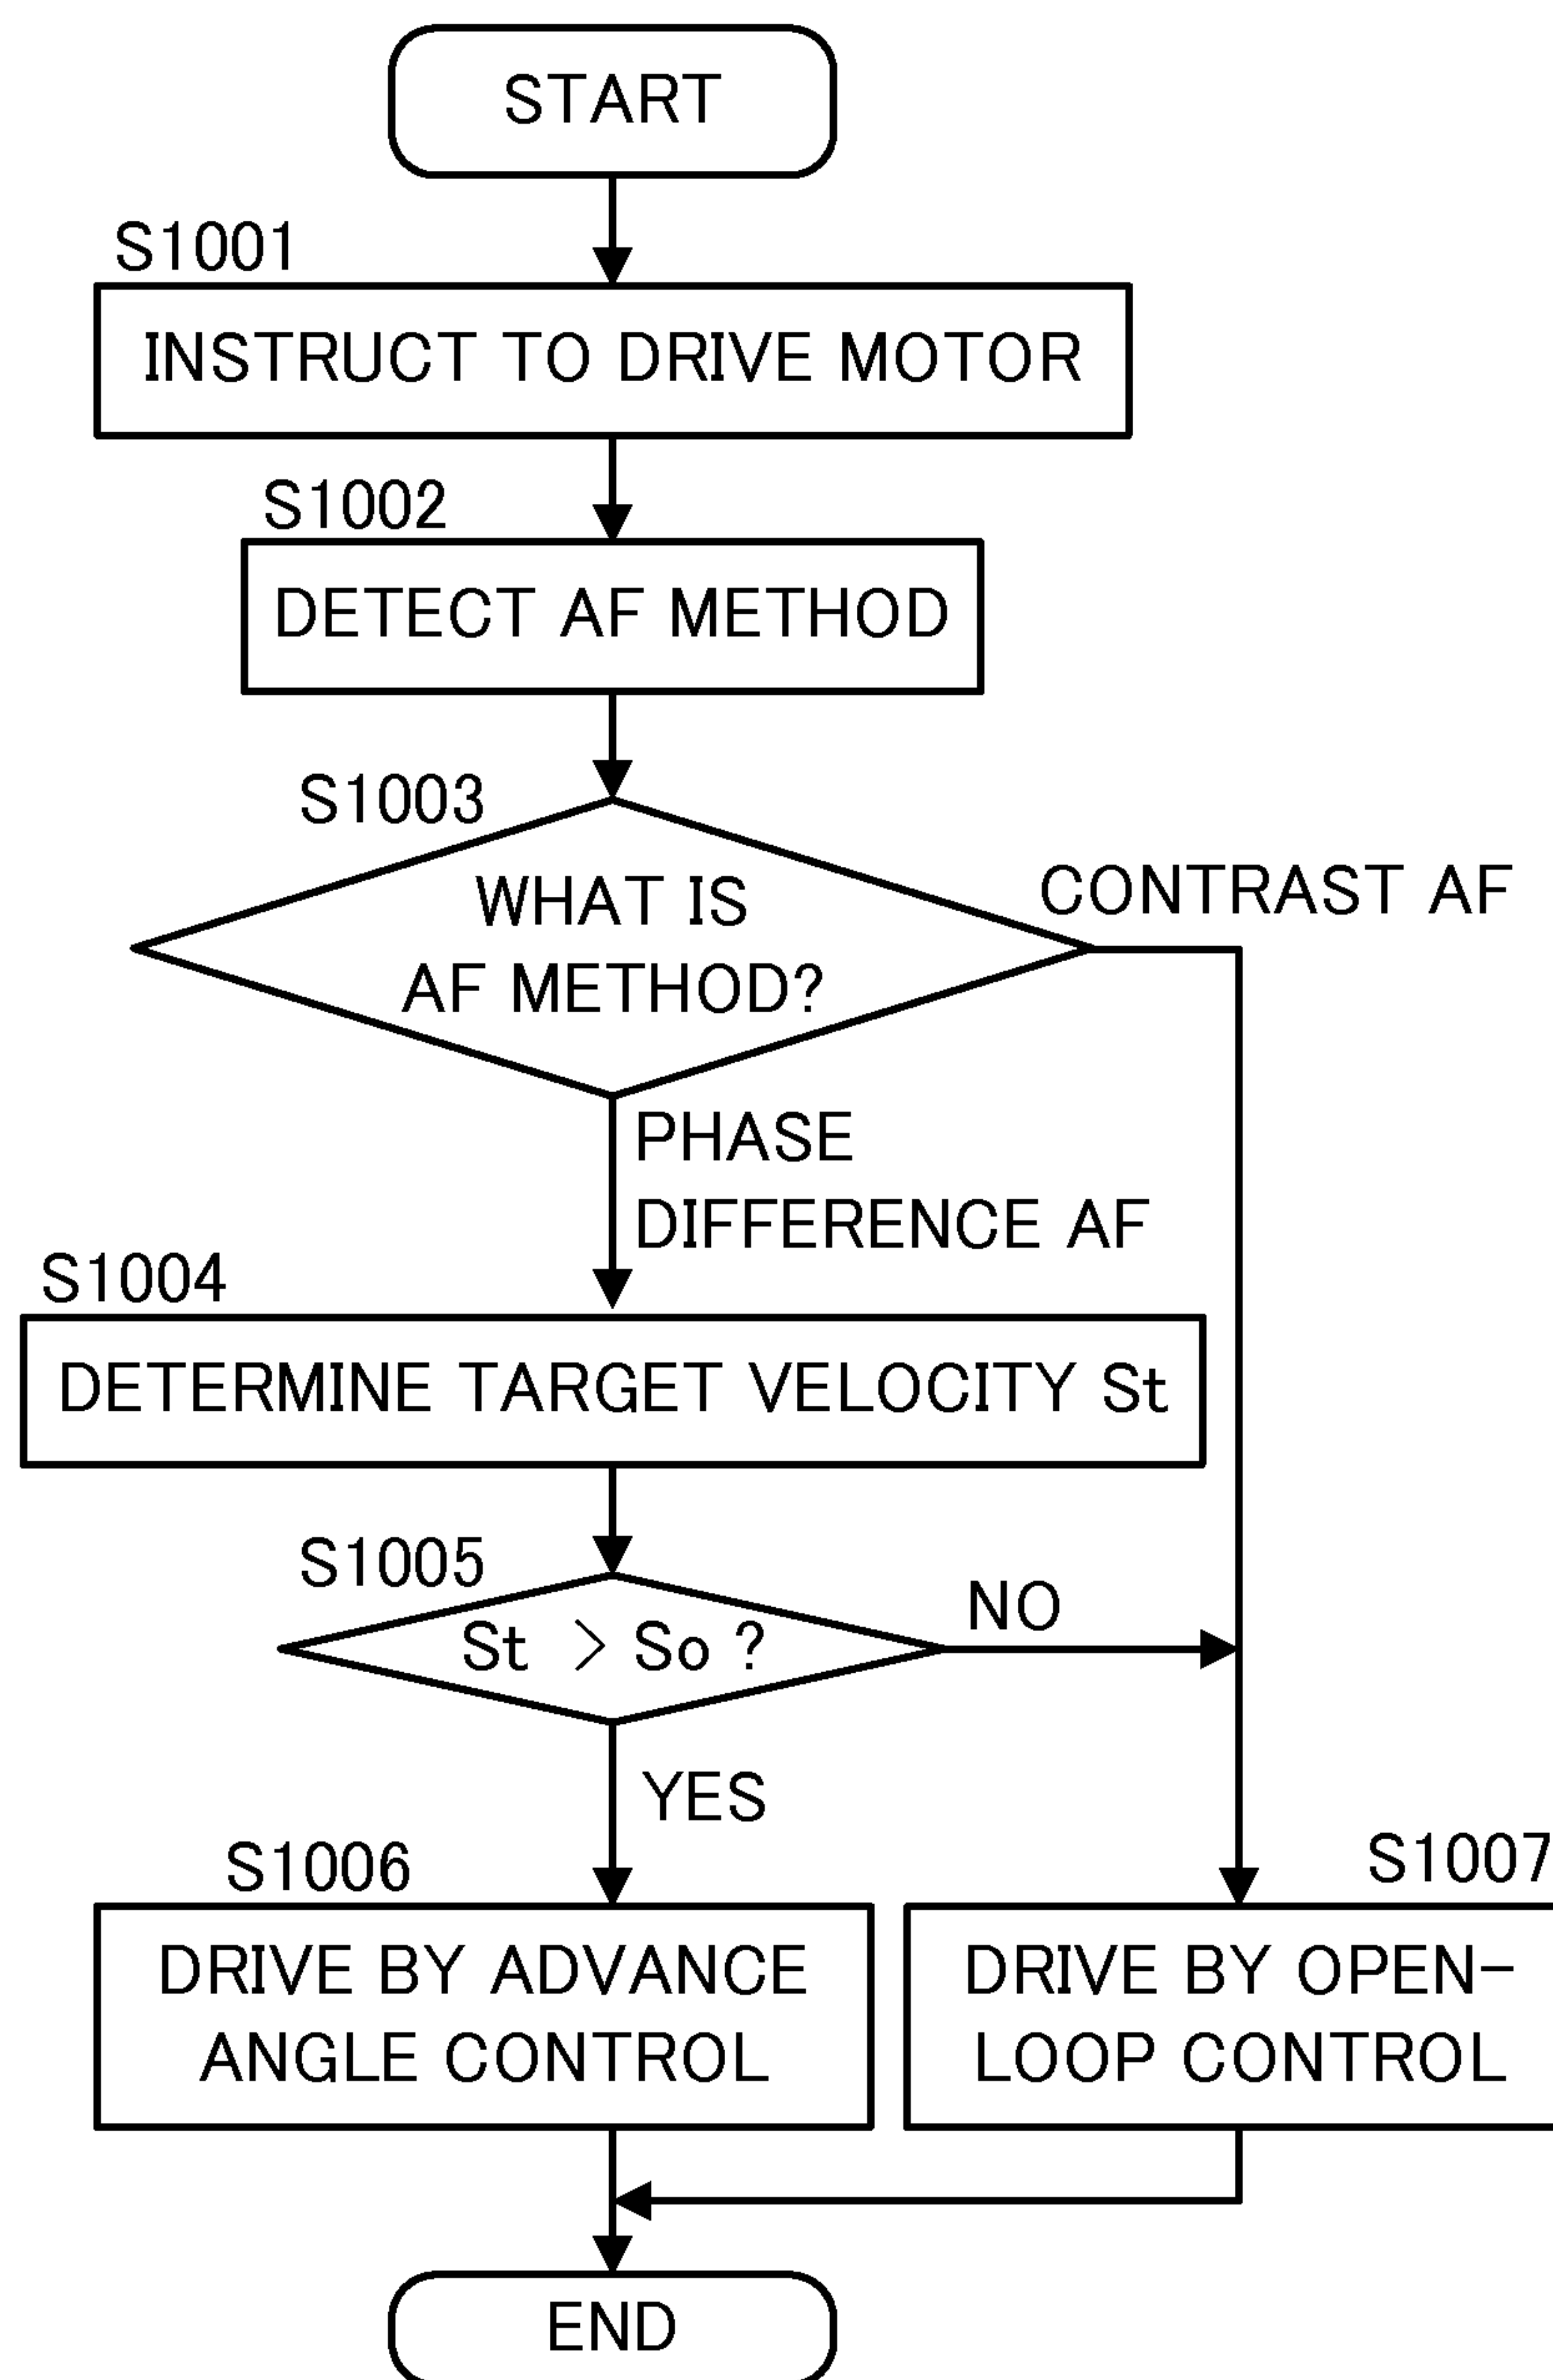 START
S1001
INSTRUCT TO DRIVE MOTOR
S1002
DETECT AF METHOD
S1003
WHAT IS
AF METHOD?
CONTRAST AF
PHASE
DIFFERENCE AF
S1004
DETERMINE TARGET VELOCITY St
S1005
St > So ?
NO
YES
S1006
DRIVE BY ADVANCE
ANGLE CONTROL
S1007
DRIVE BY OPEN-
LOOP CONTROL
END